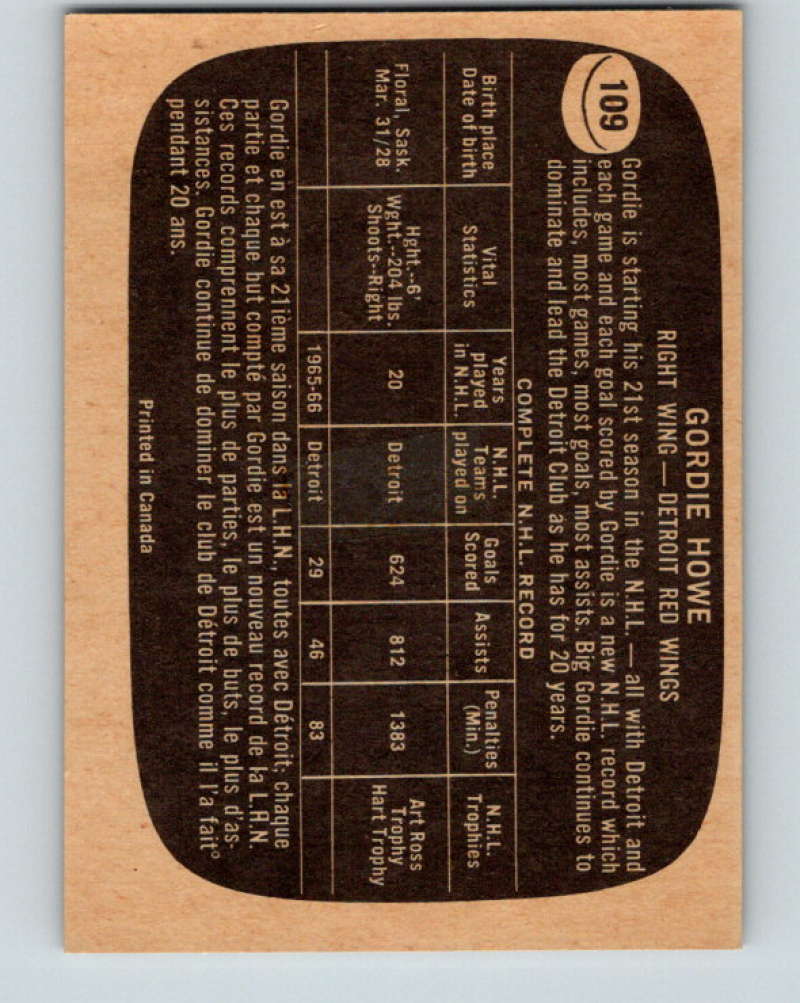 109
GORDIE HOWE
RIGHT WING — DETROIT RED WINGS
Gordie is starting his 21st season in the N.H.L. — all with Detroit and
each game and each goal scored by Gordie is a new N.H.L. record which
includes, most games, most goals, most assists. Big Gordie continues to
dominate and lead the Detroit Club as he has for 20 years.
COMPLETE N.H.L. RECORD
Birth place
Date of birth
Vital
Statistics
Years
played
in N.H.L.
N.H.L.
Teams
played on
Goals
Scored
Assists
Penalties
(Min.)
N.H.L.
Trophies
Floral, Sask.
Mar. 31/28
Hght.--6'
Wght.--204 lbs.
Shoots--Right
20
Detroit
624
812
1383
Art Ross
Trophy
Hart Trophy
1965-66
Detroit
29
46
83
Gordie en est à sa 21ième saison dans la L.H.N., toutes avec Détroit; chaque
partie et chaque but compté par Gordie est un nouveau record de la L.H.N.
Ces records comprennent le plus de parties, le plus de buts, le plus d'as-
sistances. Gordie continue de dominer le club de Détroit comme il l'a fait
pendant 20 ans.
Printed in Canada